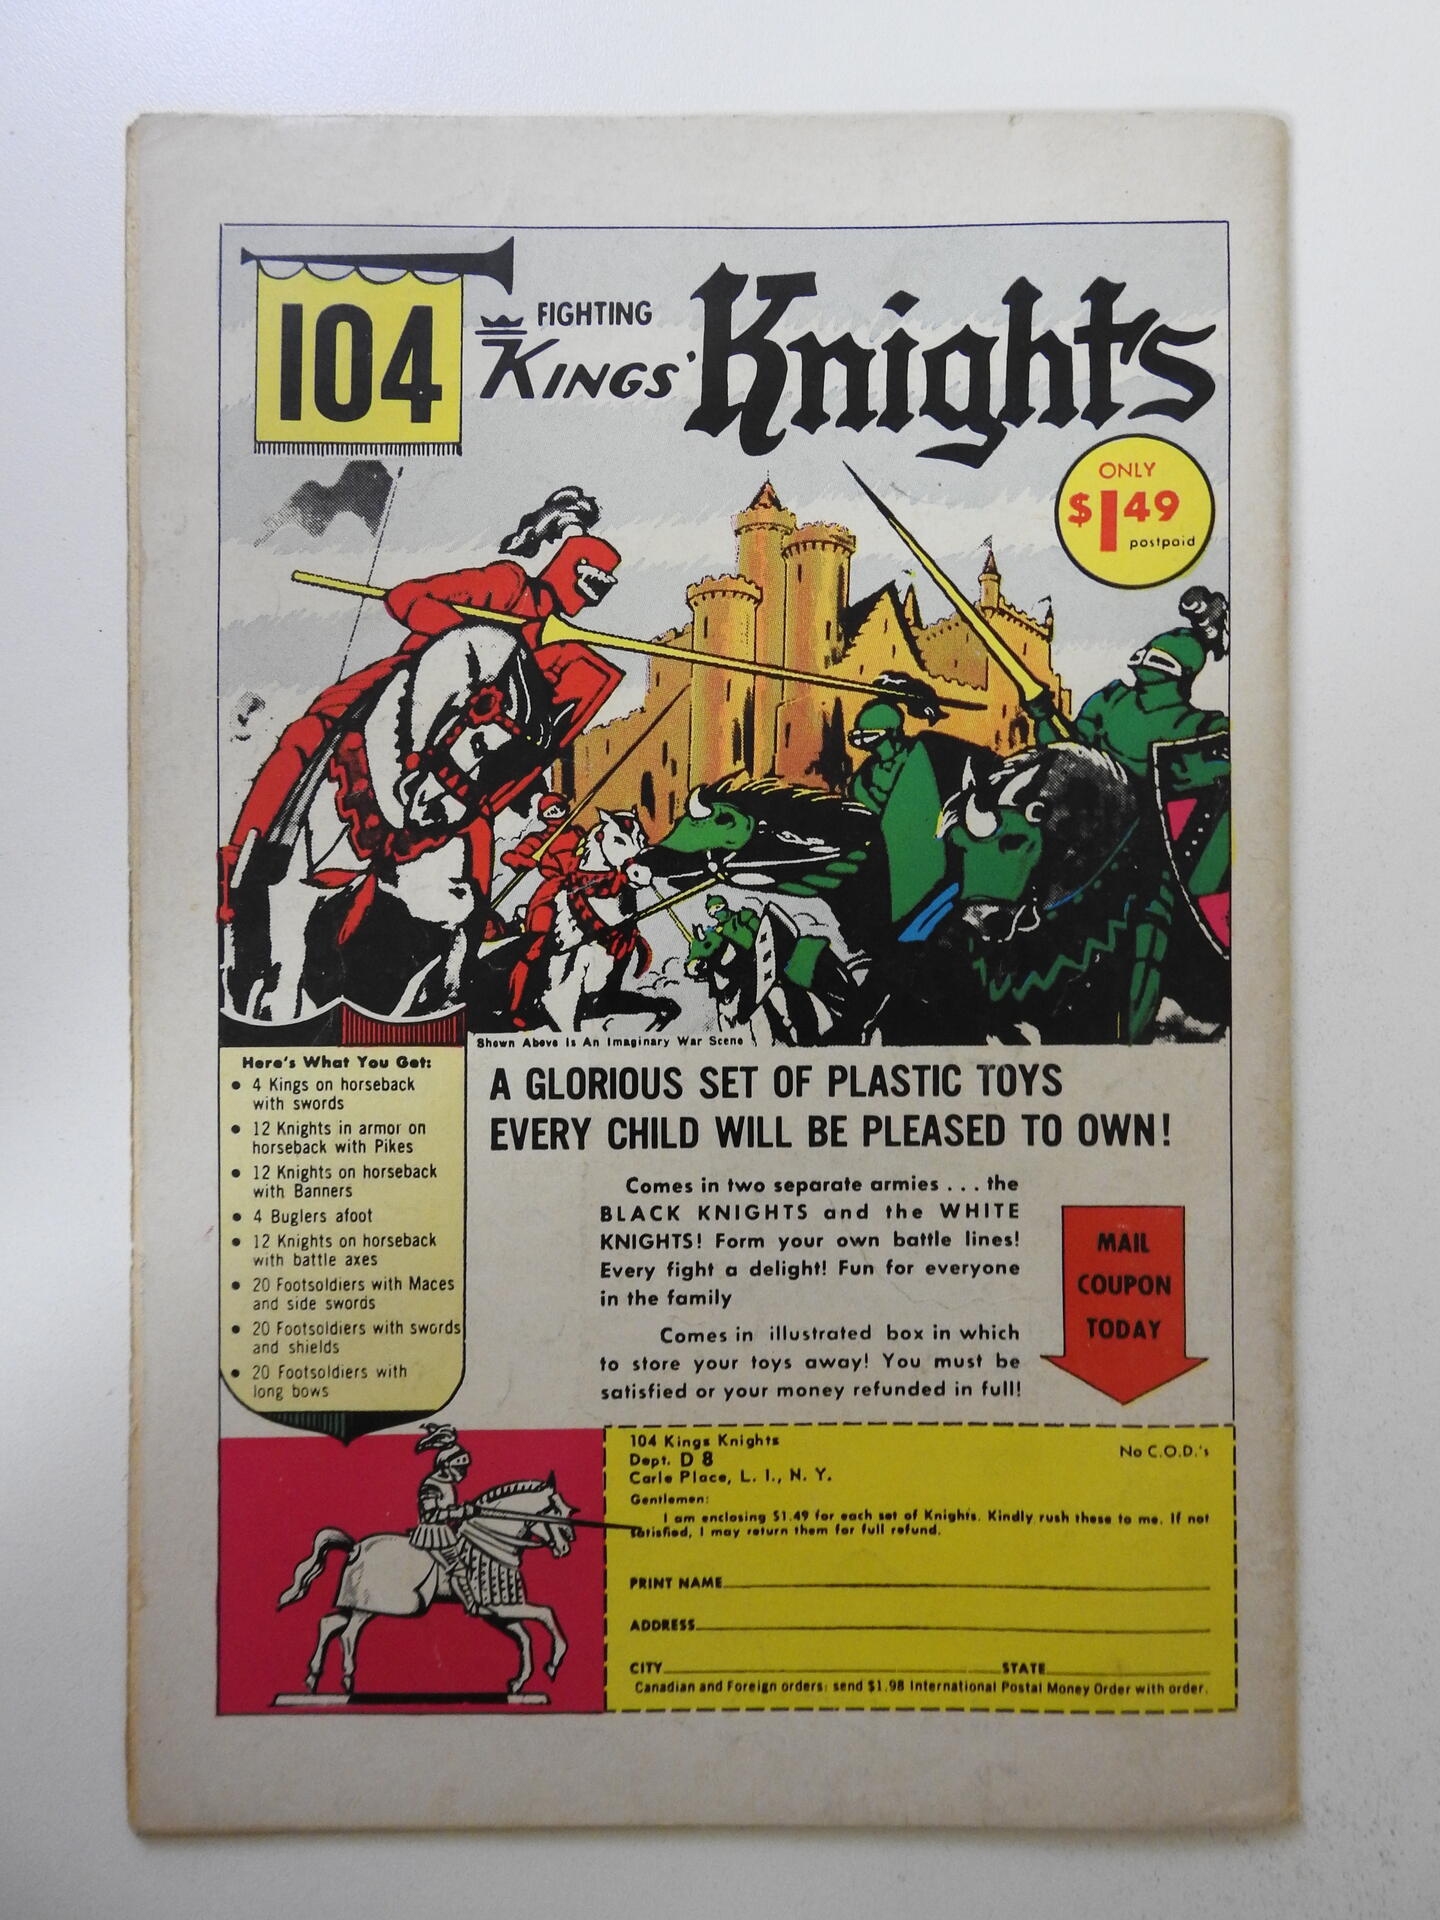 104
FIGHTING
KINGS' Knights
ONLY
$1 49
postpaid
Shown Above Is An Imaginary War Scene
Here's What You Get:
• 4 Kings on horseback
with swords
• 12 Knights in armor on
horseback with Pikes
• 12 Knights on horseback
with Banners
• 4 Buglers afoot
• 12 Knights on horseback
with battle axes
• 20 Footsoldiers with Maces
and side swords
• 20 Footsoldiers with swords
and shields
• 20 Footsoldiers with
long bows
A GLORIOUS SET OF PLASTIC TOYS
EVERY CHILD WILL BE PLEASED TO OWN!
Comes in two separate armies . . . the
BLACK KNIGHTS and the WHITE
KNIGHTS! Form your own battle lines!
Every fight a delight! Fun for everyone
in the family
Comes in illustrated box in which
to store your toys away! You must be
satisfied or your money refunded in full!
MAIL
COUPON
TODAY
104 Kings Knights
Dept. D 8
Carle Place, L. I., N. Y.
No C.O.D.'s
Gentlemen:
I am enclosing $1.49 for each set of Knights. Kindly rush these to me. If not
satisfied, I may return them for full refund.
PRINT NAME
ADDRESS
CITY STATE
Canadian and Foreign orders: send $1.98 International Postal Money Order with order.